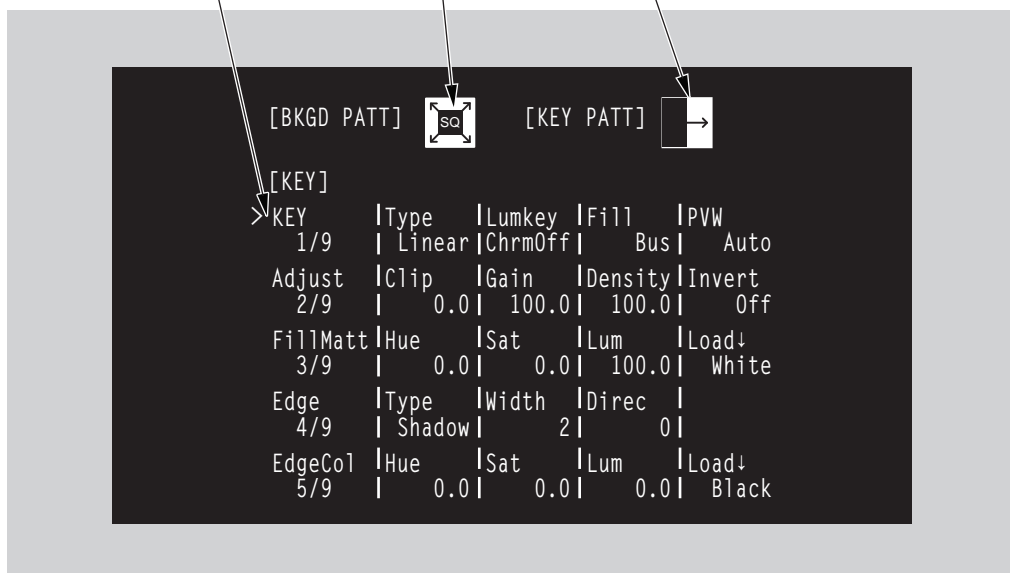 [BKGD PATT] SQ [KEY PATT] →
[KEY]
>KEY |Type |Lumkey |Fill |PVW
1/9 | Linear|ChrmOff| Bus| Auto
Adjust |Clip |Gain |Density|Invert
2/9 | 0.0| 100.0| 100.0| Off
FillMatt|Hue |Sat |Lum |Load↓
3/9 | 0.0| 0.0| 100.0| White
Edge |Type |Width |Direc |
4/9 | Shadow| 2| 0|
EdgeCol |Hue |Sat |Lum |Load↓
5/9 | 0.0| 0.0| 0.0| Black